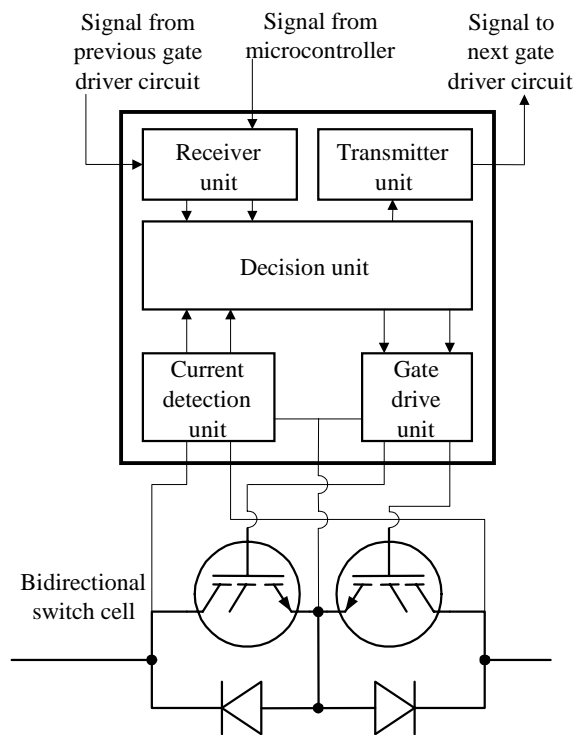 Signal from
previous gate
driver circuit
Signal from
microcontroller
Signal to
next gate
driver circuit
Receiver
unit
Transmitter
unit
Decision unit
Current
detection
unit
Gate
drive
unit
Bidirectional
switch cell